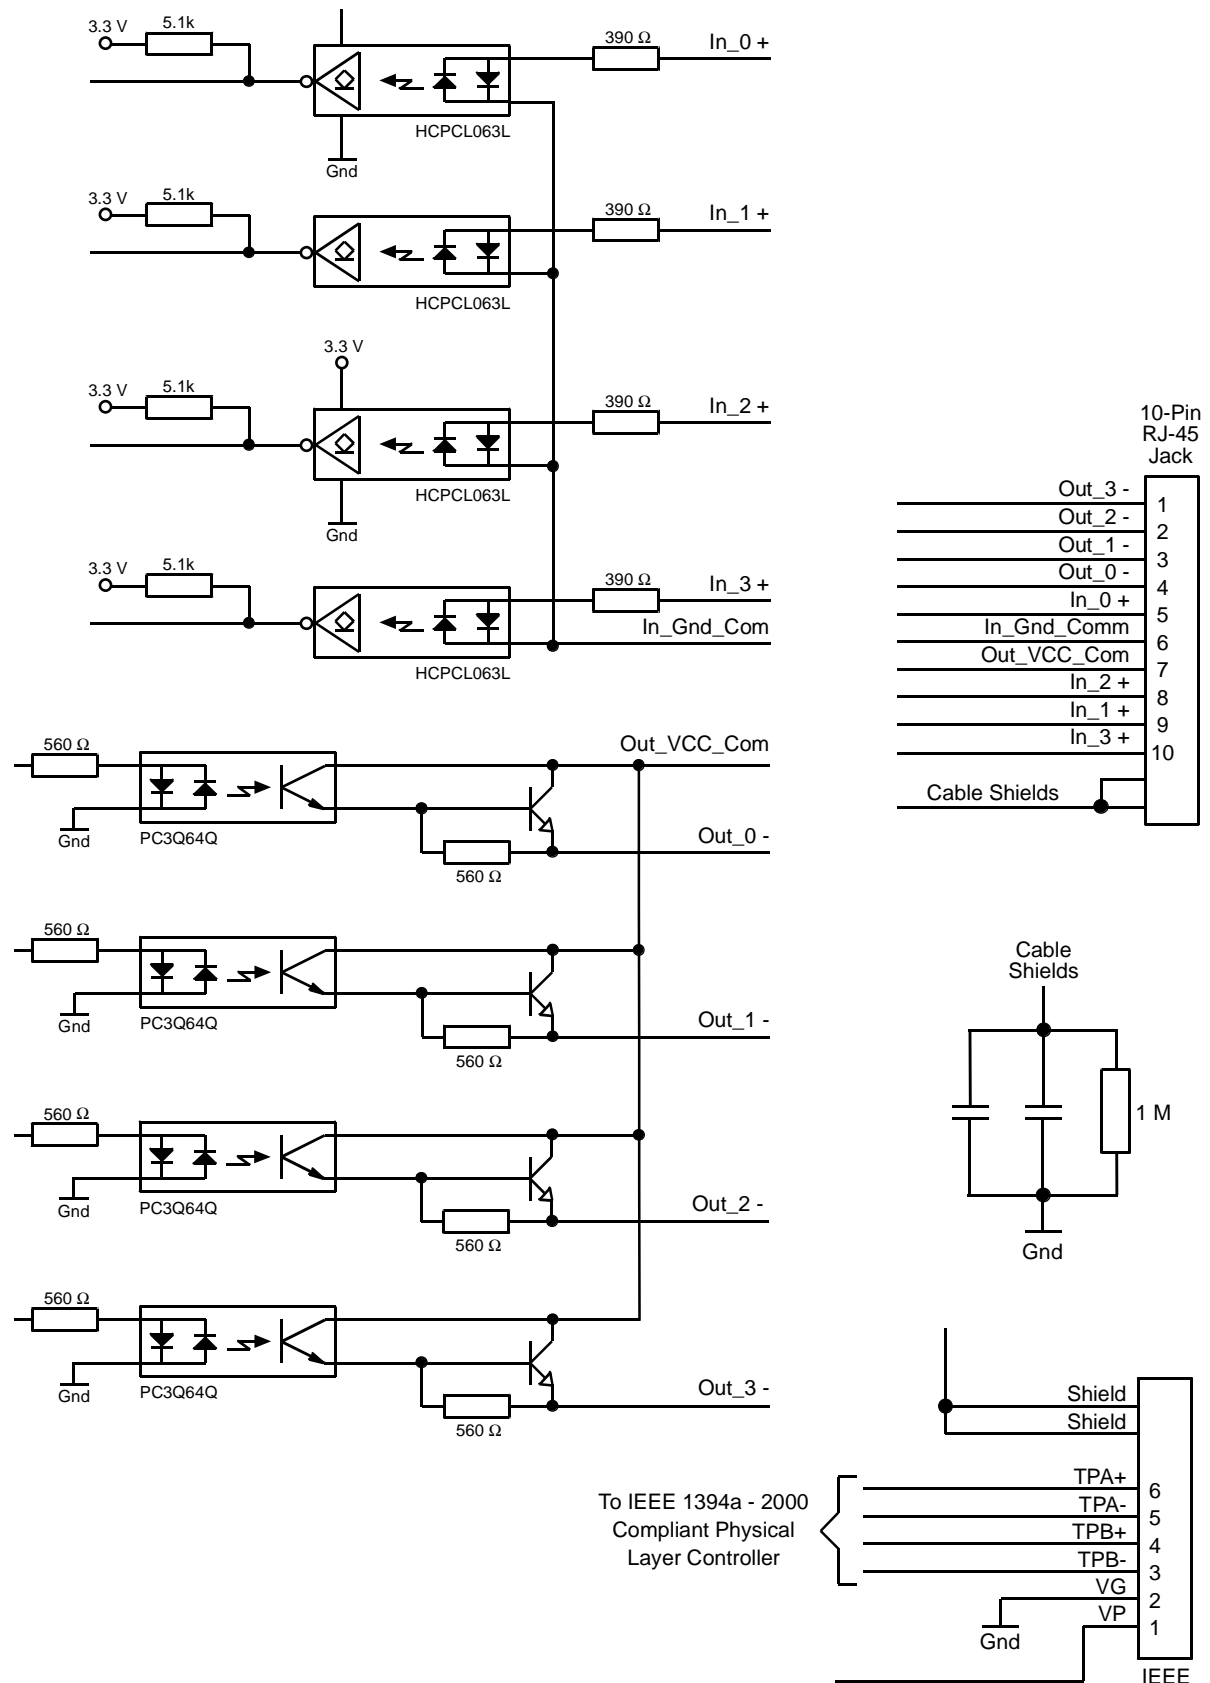 3.3 V
5.1k
390 Ω
In_0 +
HCPCL063L
Gnd
3.3 V
5.1k
390 Ω
In_1 +
HCPCL063L
3.3 V
3.3 V
5.1k
390 Ω
In_2 +
HCPCL063L
Gnd
3.3 V
5.1k
390 Ω
In_3 +
In_Gnd_Com
HCPCL063L
10-Pin
RJ-45
Jack
Out_3 -
1
Out_2 -
2
Out_1 -
3
Out_0 -
4
In_0 +
5
In_Gnd_Comm
6
Out_VCC_Com
7
In_2 +
8
In_1 +
9
In_3 +
10
Cable Shields
560 Ω
Out_VCC_Com
Gnd
PC3Q64Q
Out_0 -
560 Ω
560 Ω
Gnd
PC3Q64Q
Out_1 -
560 Ω
560 Ω
Gnd
PC3Q64Q
Out_2 -
560 Ω
560 Ω
Gnd
PC3Q64Q
Out_3 -
560 Ω
Cable
Shields
1 M
Gnd
Shield
Shield
To IEEE 1394a - 2000
Compliant Physical
Layer Controller
TPA+
6
TPA-
5
TPB+
4
TPB-
3
VG
2
VP
1
Gnd
IEEE